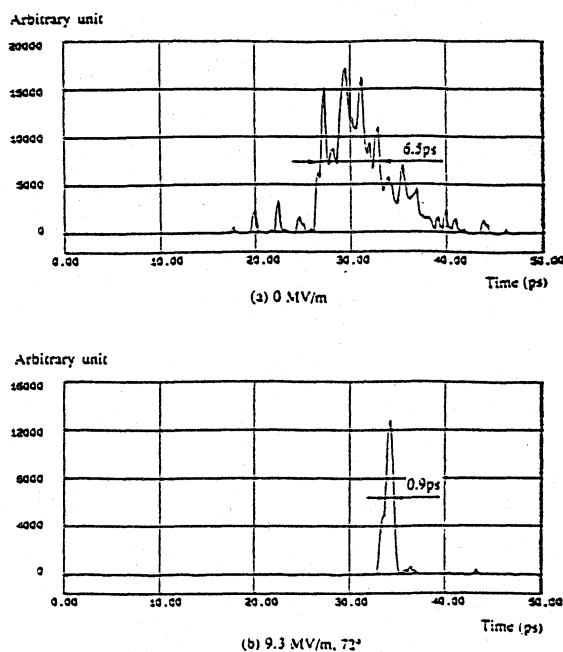 Arbitrary unit
20000
15000
10000
6.5ps
5000
0
0.00 10.00 20.00 30.00 40.00 50.00
Time (ps)
(a) 0 MV/m
Arbitrary unit
16000
12000
8000
0.9ps
4000
0
0.00 10.00 20.00 30.00 40.00 50.00
Time (ps)
(b) 9.3 MV/m, 72°